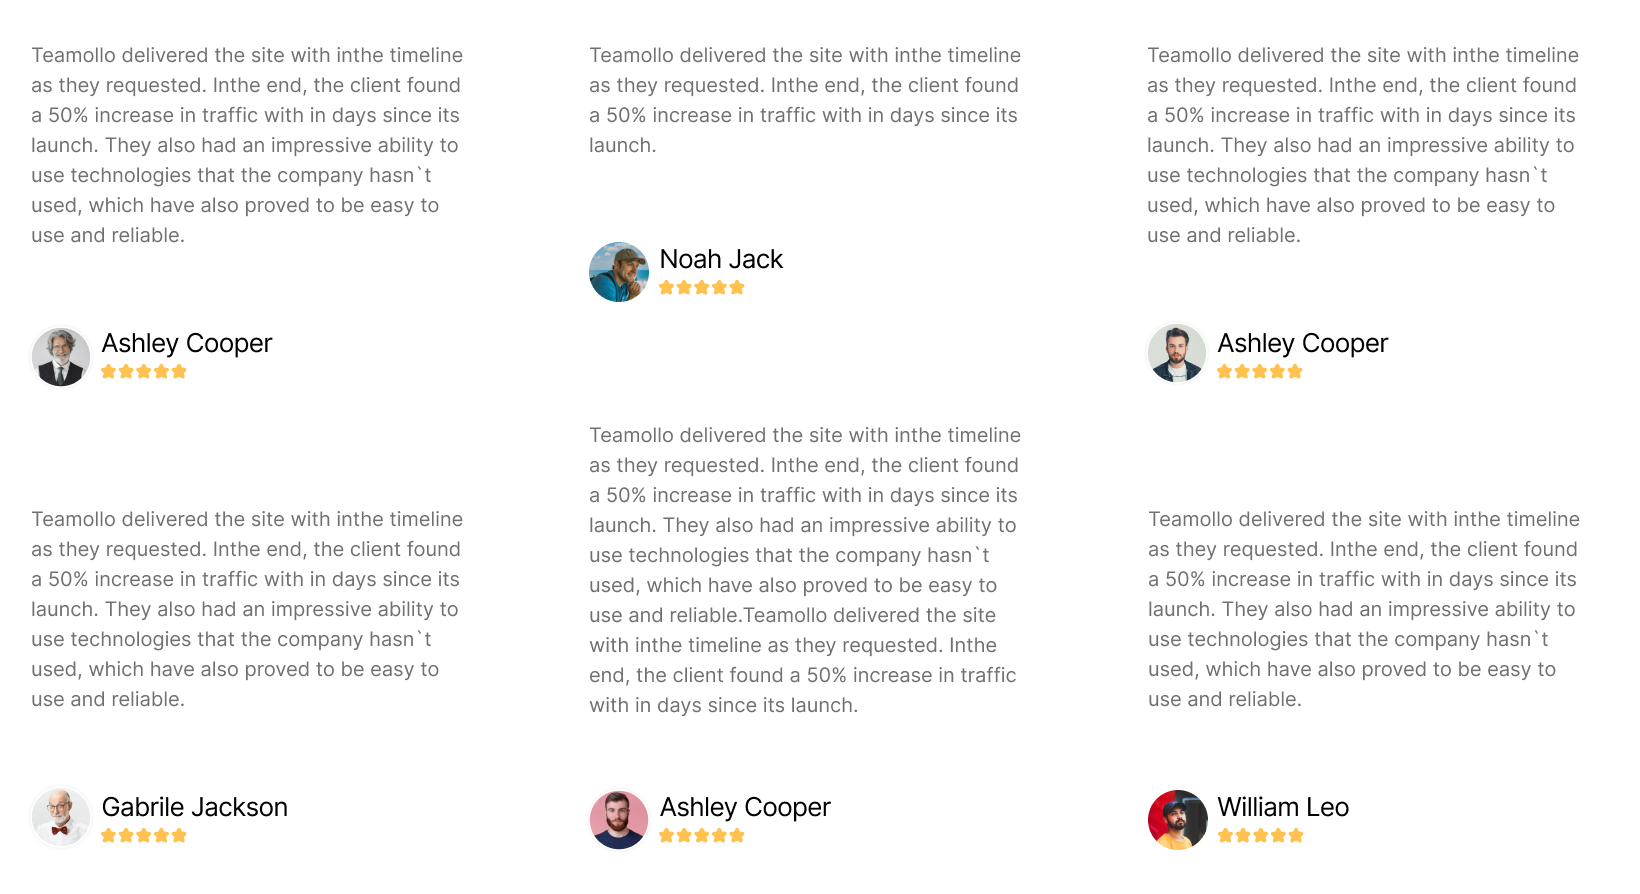 Teamollo delivered the site with inthe timeline
as they requested. Inthe end, the client found
a 50% increase in traffic with in days since its
launch. They also had an impressive ability to
use technologies that the company hasn`t
used, which have also proved to be easy to
use and reliable.
Ashley Cooper
Teamollo delivered the site with inthe timeline
as they requested. Inthe end, the client found
a 50% increase in traffic with in days since its
launch.
Noah Jack
Teamollo delivered the site with inthe timeline
as they requested. Inthe end, the client found
a 50% increase in traffic with in days since its
launch. They also had an impressive ability to
use technologies that the company hasn`t
used, which have also proved to be easy to
use and reliable.
Ashley Cooper
Teamollo delivered the site with inthe timeline
as they requested. Inthe end, the client found
a 50% increase in traffic with in days since its
launch. They also had an impressive ability to
use technologies that the company hasn`t
used, which have also proved to be easy to
use and reliable.
Gabrile Jackson
Teamollo delivered the site with inthe timeline
as they requested. Inthe end, the client found
a 50% increase in traffic with in days since its
launch. They also had an impressive ability to
use technologies that the company hasn`t
used, which have also proved to be easy to
use and reliable.Teamollo delivered the site
with inthe timeline as they requested. Inthe
end, the client found a 50% increase in traffic
with in days since its launch.
Ashley Cooper
Teamollo delivered the site with inthe timeline
as they requested. Inthe end, the client found
a 50% increase in traffic with in days since its
launch. They also had an impressive ability to
use technologies that the company hasn`t
used, which have also proved to be easy to
use and reliable.
William Leo